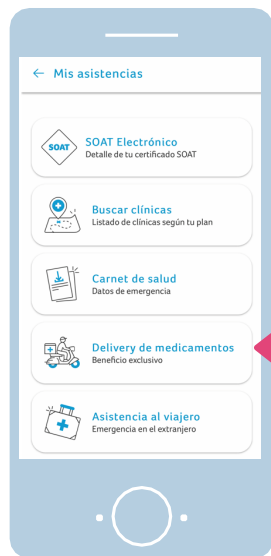 ← Mis asistencias
SOAT
SOAT Electrónico
Detalle de tu certificado SOAT
Buscar clínicas
Listado de clínicas según tu plan
Carnet de salud
Datos de emergencia
Delivery de medicamentos
Beneficio exclusivo
Asistencia al viajero
Emergencia en el extranjero